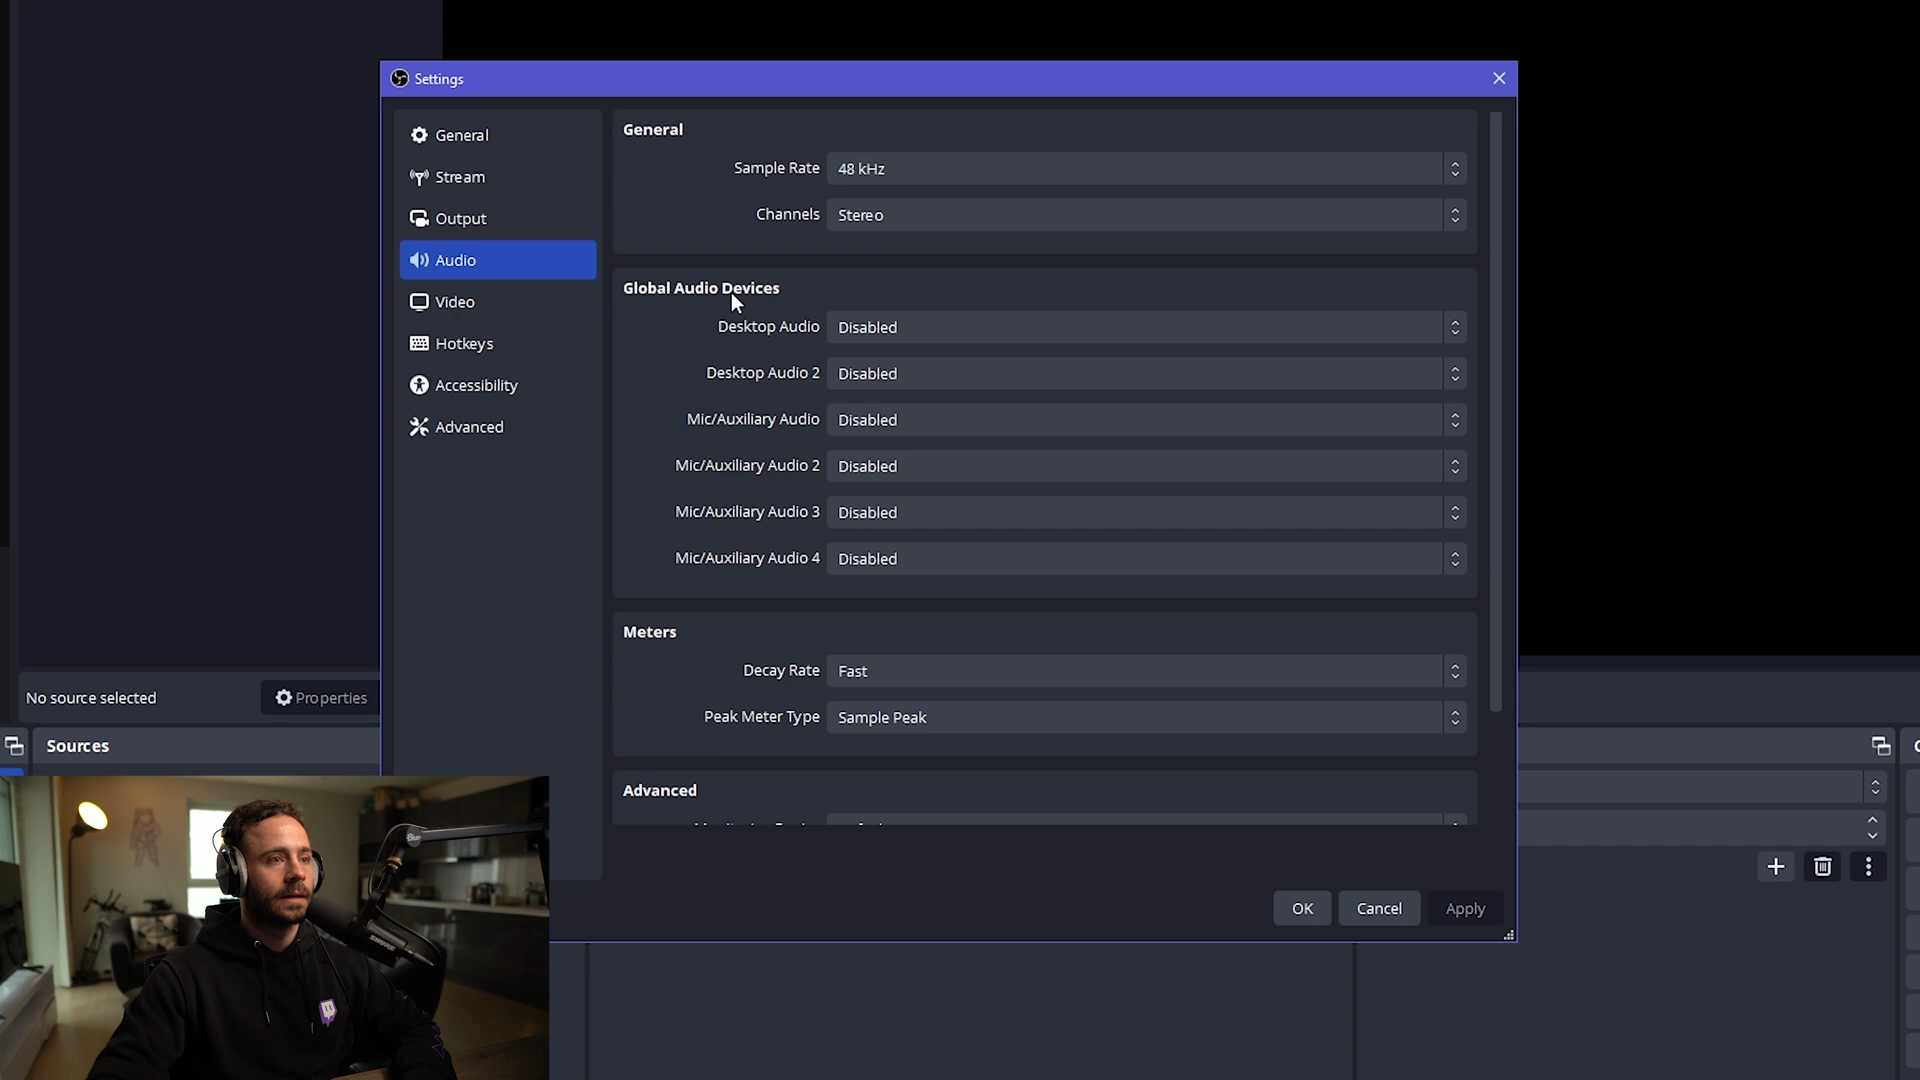 Settings
General
Stream
Output
Audio
Video
Hotkeys
Accessibility
Advanced
General
Sample Rate 48 kHz
Channels Stereo
Global Audio Devices
Desktop Audio Disabled
Desktop Audio 2 Disabled
Mic/Auxiliary Audio Disabled
Mic/Auxiliary Audio 2 Disabled
Mic/Auxiliary Audio 3 Disabled
Mic/Auxiliary Audio 4 Disabled
Meters
Decay Rate Fast
Peak Meter Type Sample Peak
Advanced
OK Cancel Apply
No source selected
Properties
Sources
Blue
SHURE